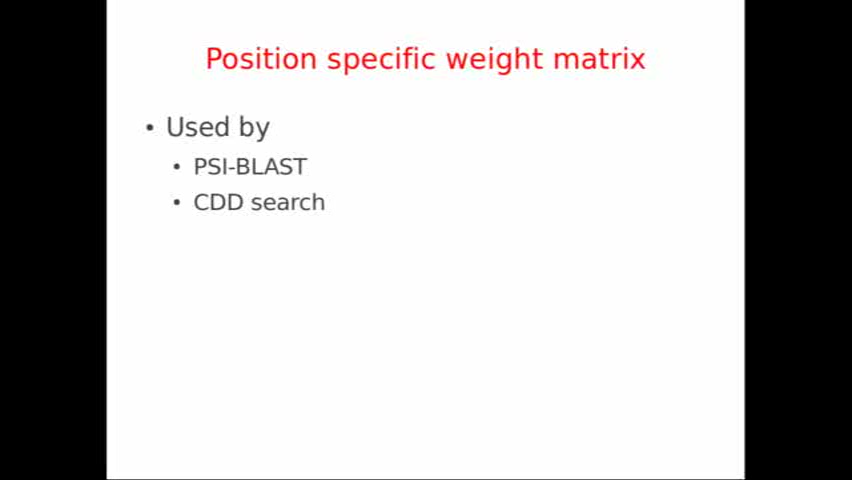 Position specific weight matrix
• Used by
• PSI-BLAST
• CDD search